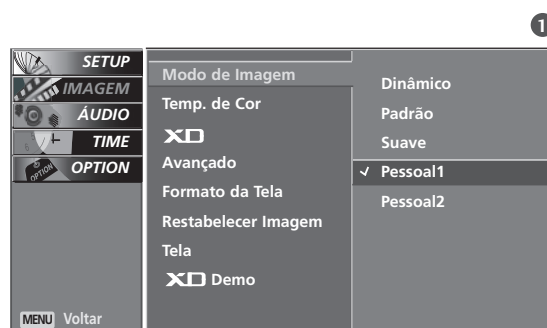 1
SETUP
IMAGEM
ÁUDIO
TIME
OPTION
MENU Voltar
Modo de Imagem
Temp. de Cor
XD
Avançado
Formato da Tela
Restabelecer Imagem
Tela
XD Demo
Dinâmico
Padrão
Suave
✓ Pessoal1
Pessoal2